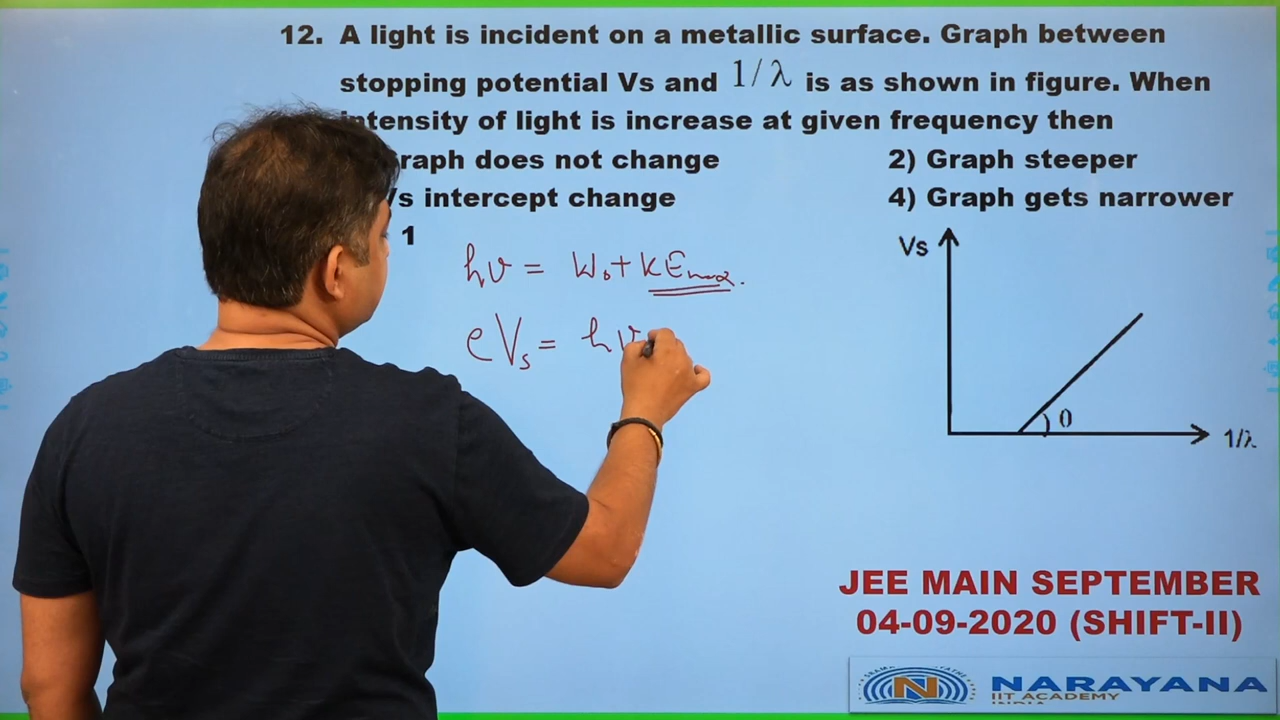 12. A light is incident on a metallic surface. Graph between
stopping potential Vs and 1/λ is as shown in figure. When
intensity of light is increase at given frequency then
Graph does not change
2) Graph steeper
Vs intercept change
4) Graph gets narrower
1
hν = W₀ + KEmax.
eVs = hν
Vs
θ
1/λ
JEE MAIN SEPTEMBER
04-09-2020 (SHIFT-II)
N NARAYANA
IIT ACADEMY
INDIA